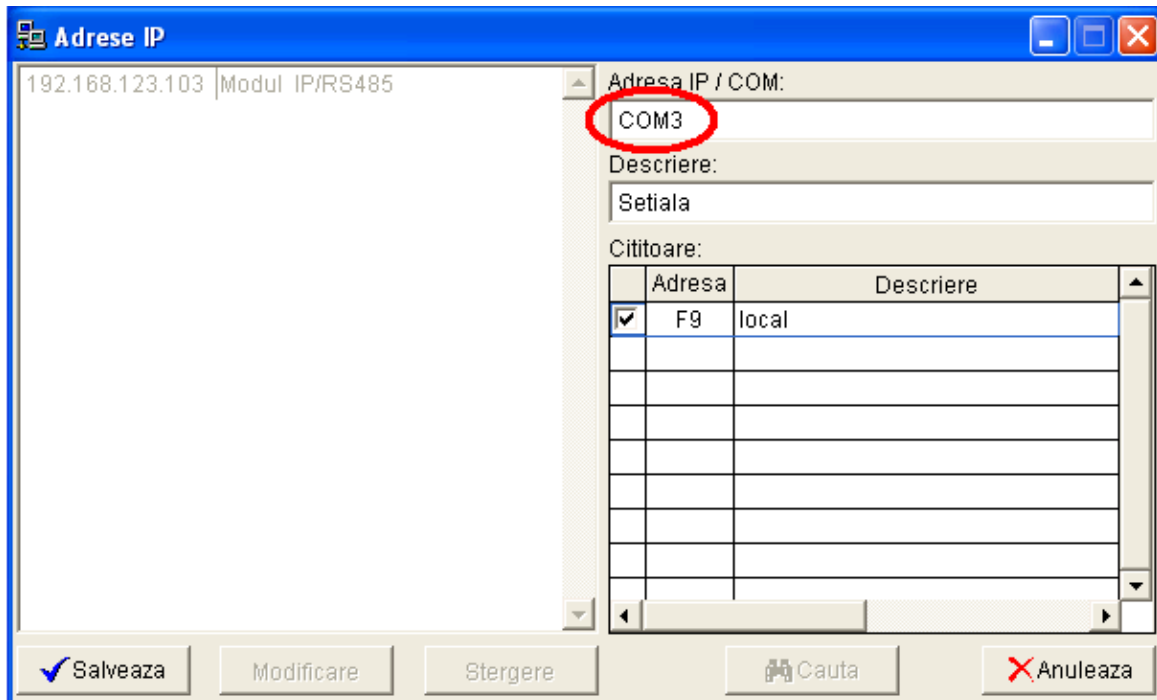 Adrese IP
192.168.123.103 Modul IP/RS485
Adresa IP / COM:
COM3
Descriere:
Setiala
Cititoare:
Adresa Descriere
F9 local
Salveaza Modificare Stergere Cauta Anuleaza